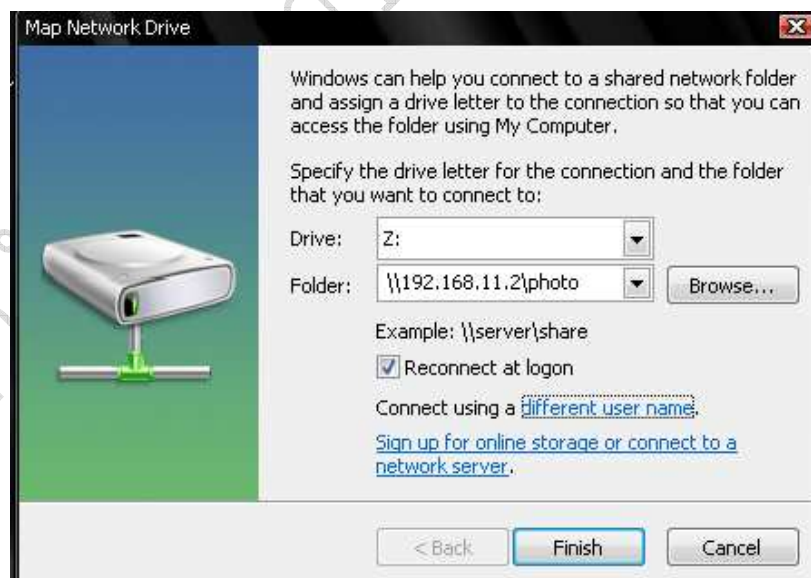 Map Network Drive
Windows can help you connect to a shared network folder
and assign a drive letter to the connection so that you can
access the folder using My Computer.
Specify the drive letter for the connection and the folder
that you want to connect to:
Drive: Z:
Folder: \\192.168.11.2\photo Browse...
Example: \\server\share
Reconnect at logon
Connect using a different user name.
Sign up for online storage or connect to a
network server.
< Back Finish Cancel